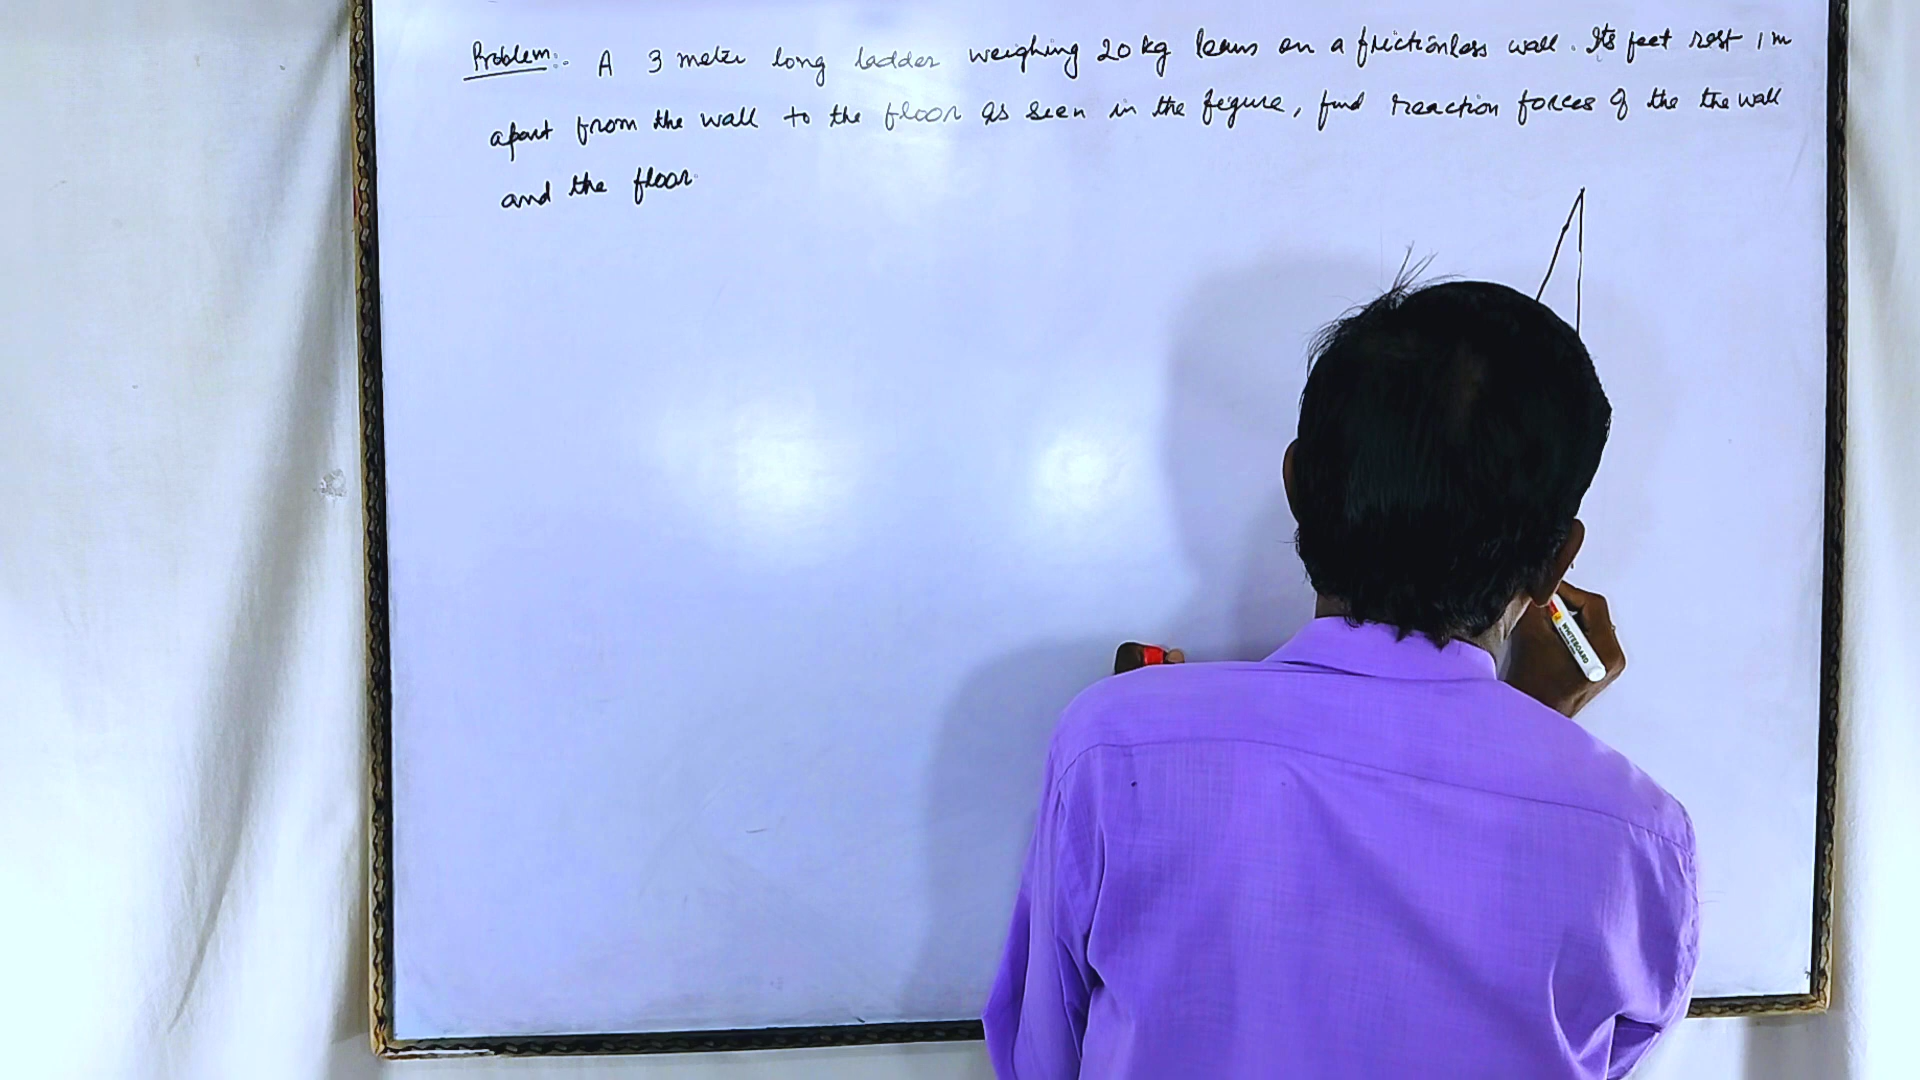 Problem:- A 3 meter long ladder weighing 20 kg leans on a frictionless wall. Its feet rest 1 m
apart from the wall to the floor as seen in the figure, find reaction forces of the the wall
and the floor.
WHITEBOARD